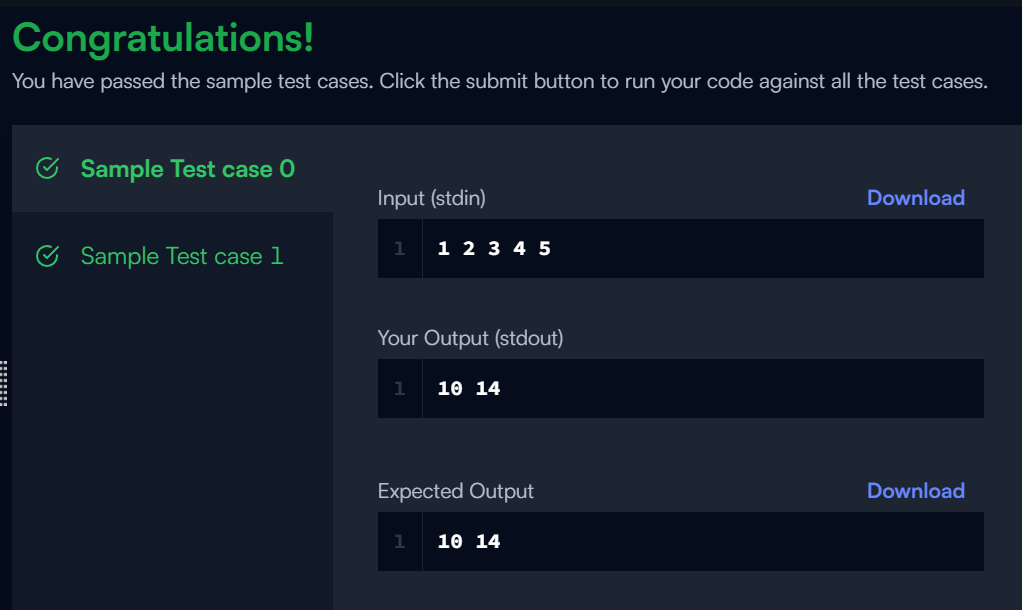 Congratulations!
You have passed the sample test cases. Click the submit button to run your code against all the test cases.
Sample Test case 0
Sample Test case 1
Input (stdin)
Download
1 1 2 3 4 5
Your Output (stdout)
1 10 14
Expected Output
Download
1 10 14